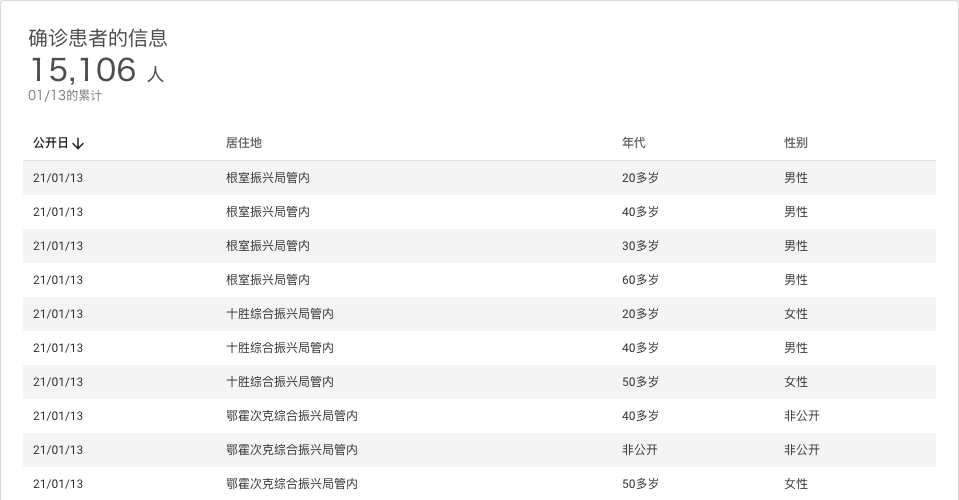 确诊患者的信息
15,106 人
01/13的累计
公开日↓ 居住地 年代 性别
21/01/13 根室振兴局管内 20多岁 男性
21/01/13 根室振兴局管内 40多岁 男性
21/01/13 根室振兴局管内 30多岁 男性
21/01/13 根室振兴局管内 60多岁 男性
21/01/13 十胜综合振兴局管内 20多岁 女性
21/01/13 十胜综合振兴局管内 40多岁 男性
21/01/13 十胜综合振兴局管内 50多岁 女性
21/01/13 鄂霍次克综合振兴局管内 40多岁 非公开
21/01/13 鄂霍次克综合振兴局管内 非公开 非公开
21/01/13 鄂霍次克综合振兴局管内 50多岁 女性